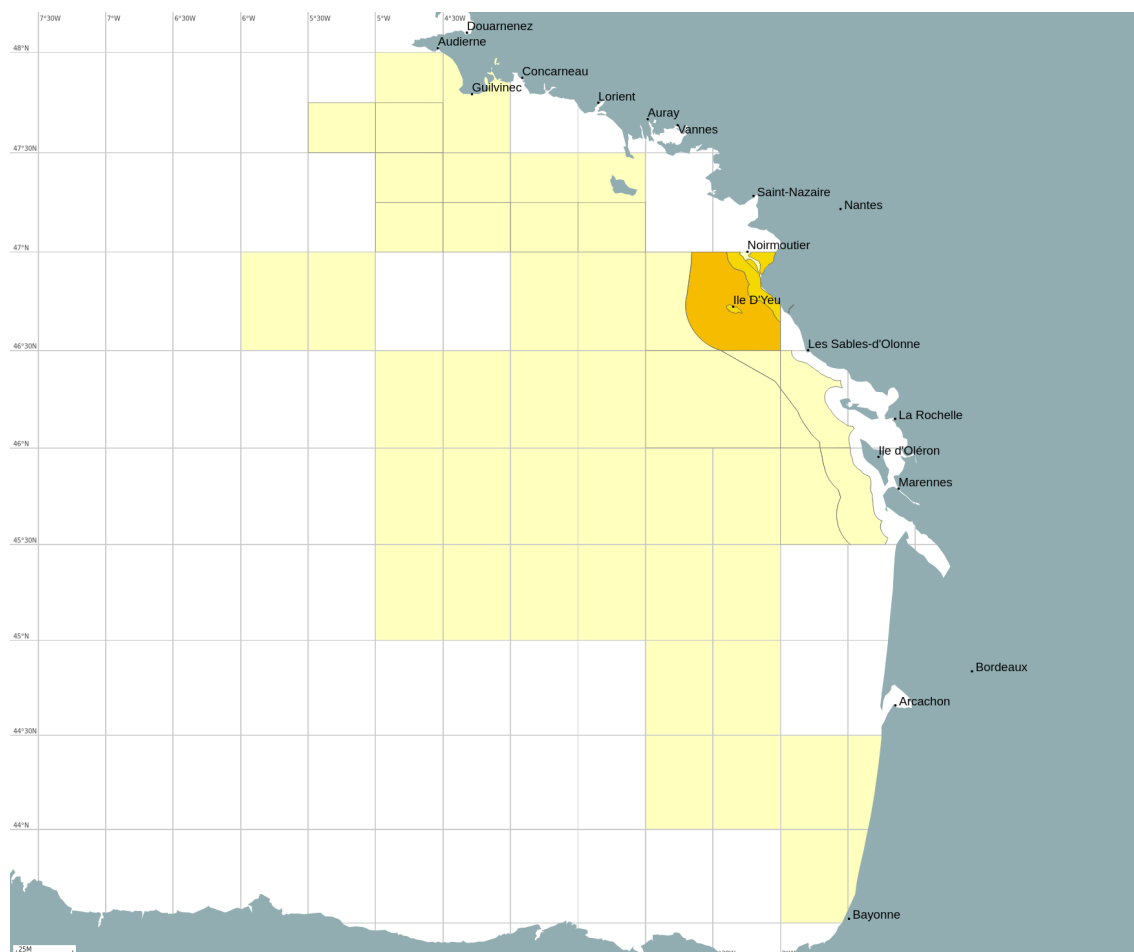 7°30W
7°W
6°30W
6°W
5°30W
5°W
4°30W
Douarnenez
Audierne
48°N
Concarneau
Guilvinec
Lorient
Auray
Vannes
47°30N
Saint-Nazaire
Nantes
47°N
Noirmoutier
Ile D'Yeu
46°30N
Les Sables-d'Olonne
La Rochelle
46°N
Ile d'Oléron
Marennes
45°30N
45°N
Bordeaux
Arcachon
44°30N
44°N
Bayonne
.25M